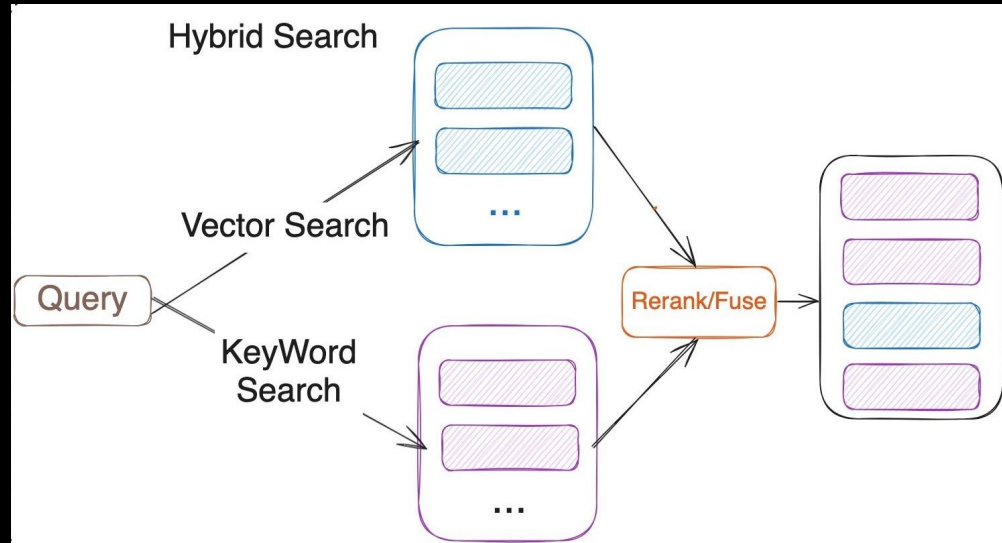 Hybrid Search
...
Vector Search
Query
Rerank/Fuse
KeyWord
Search
...